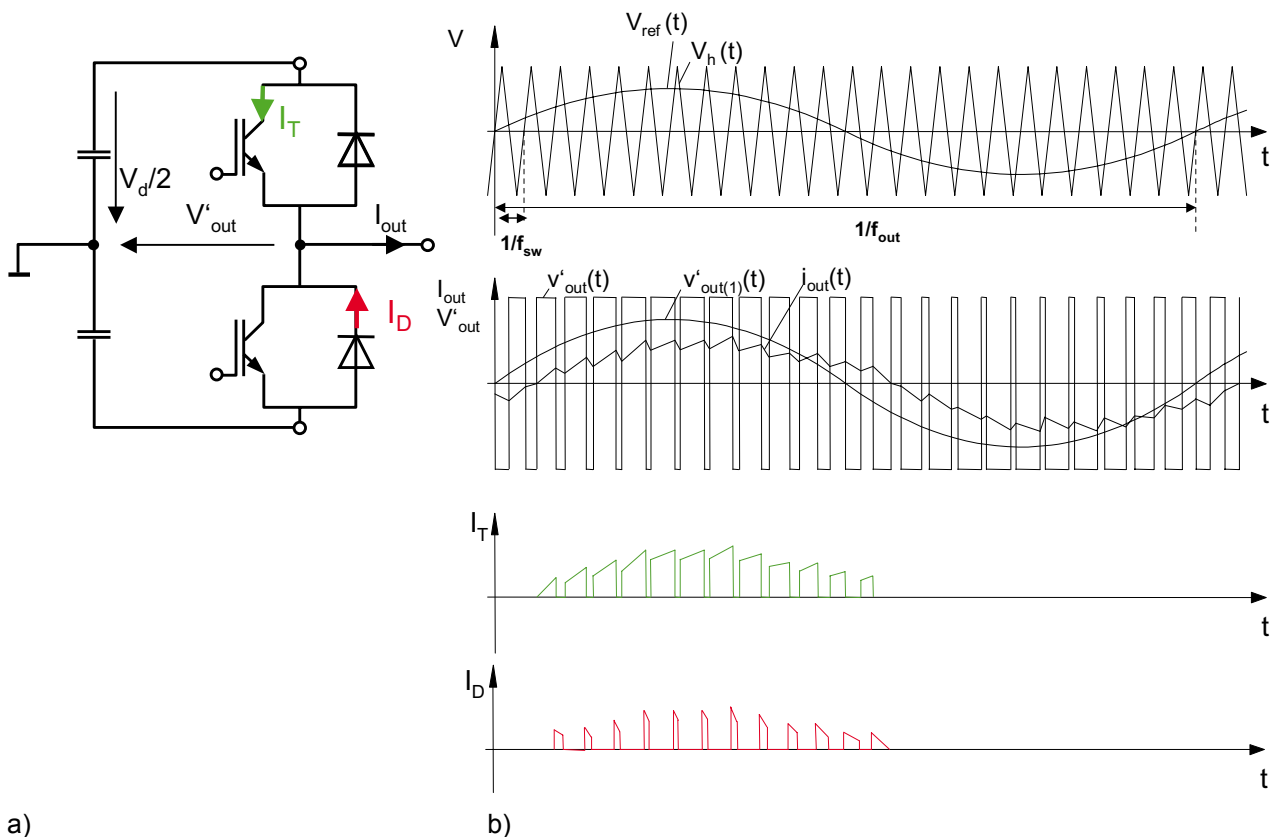 I_T
V_d/2
V'_out
I_out
I_D
a)
V
V_ref (t)
V_h (t)
t
1/f_sw
1/f_out
I_out
V'_out
v'_out(t)
v'_out(1)(t)
i_out(t)
t
I_T
t
I_D
t
b)